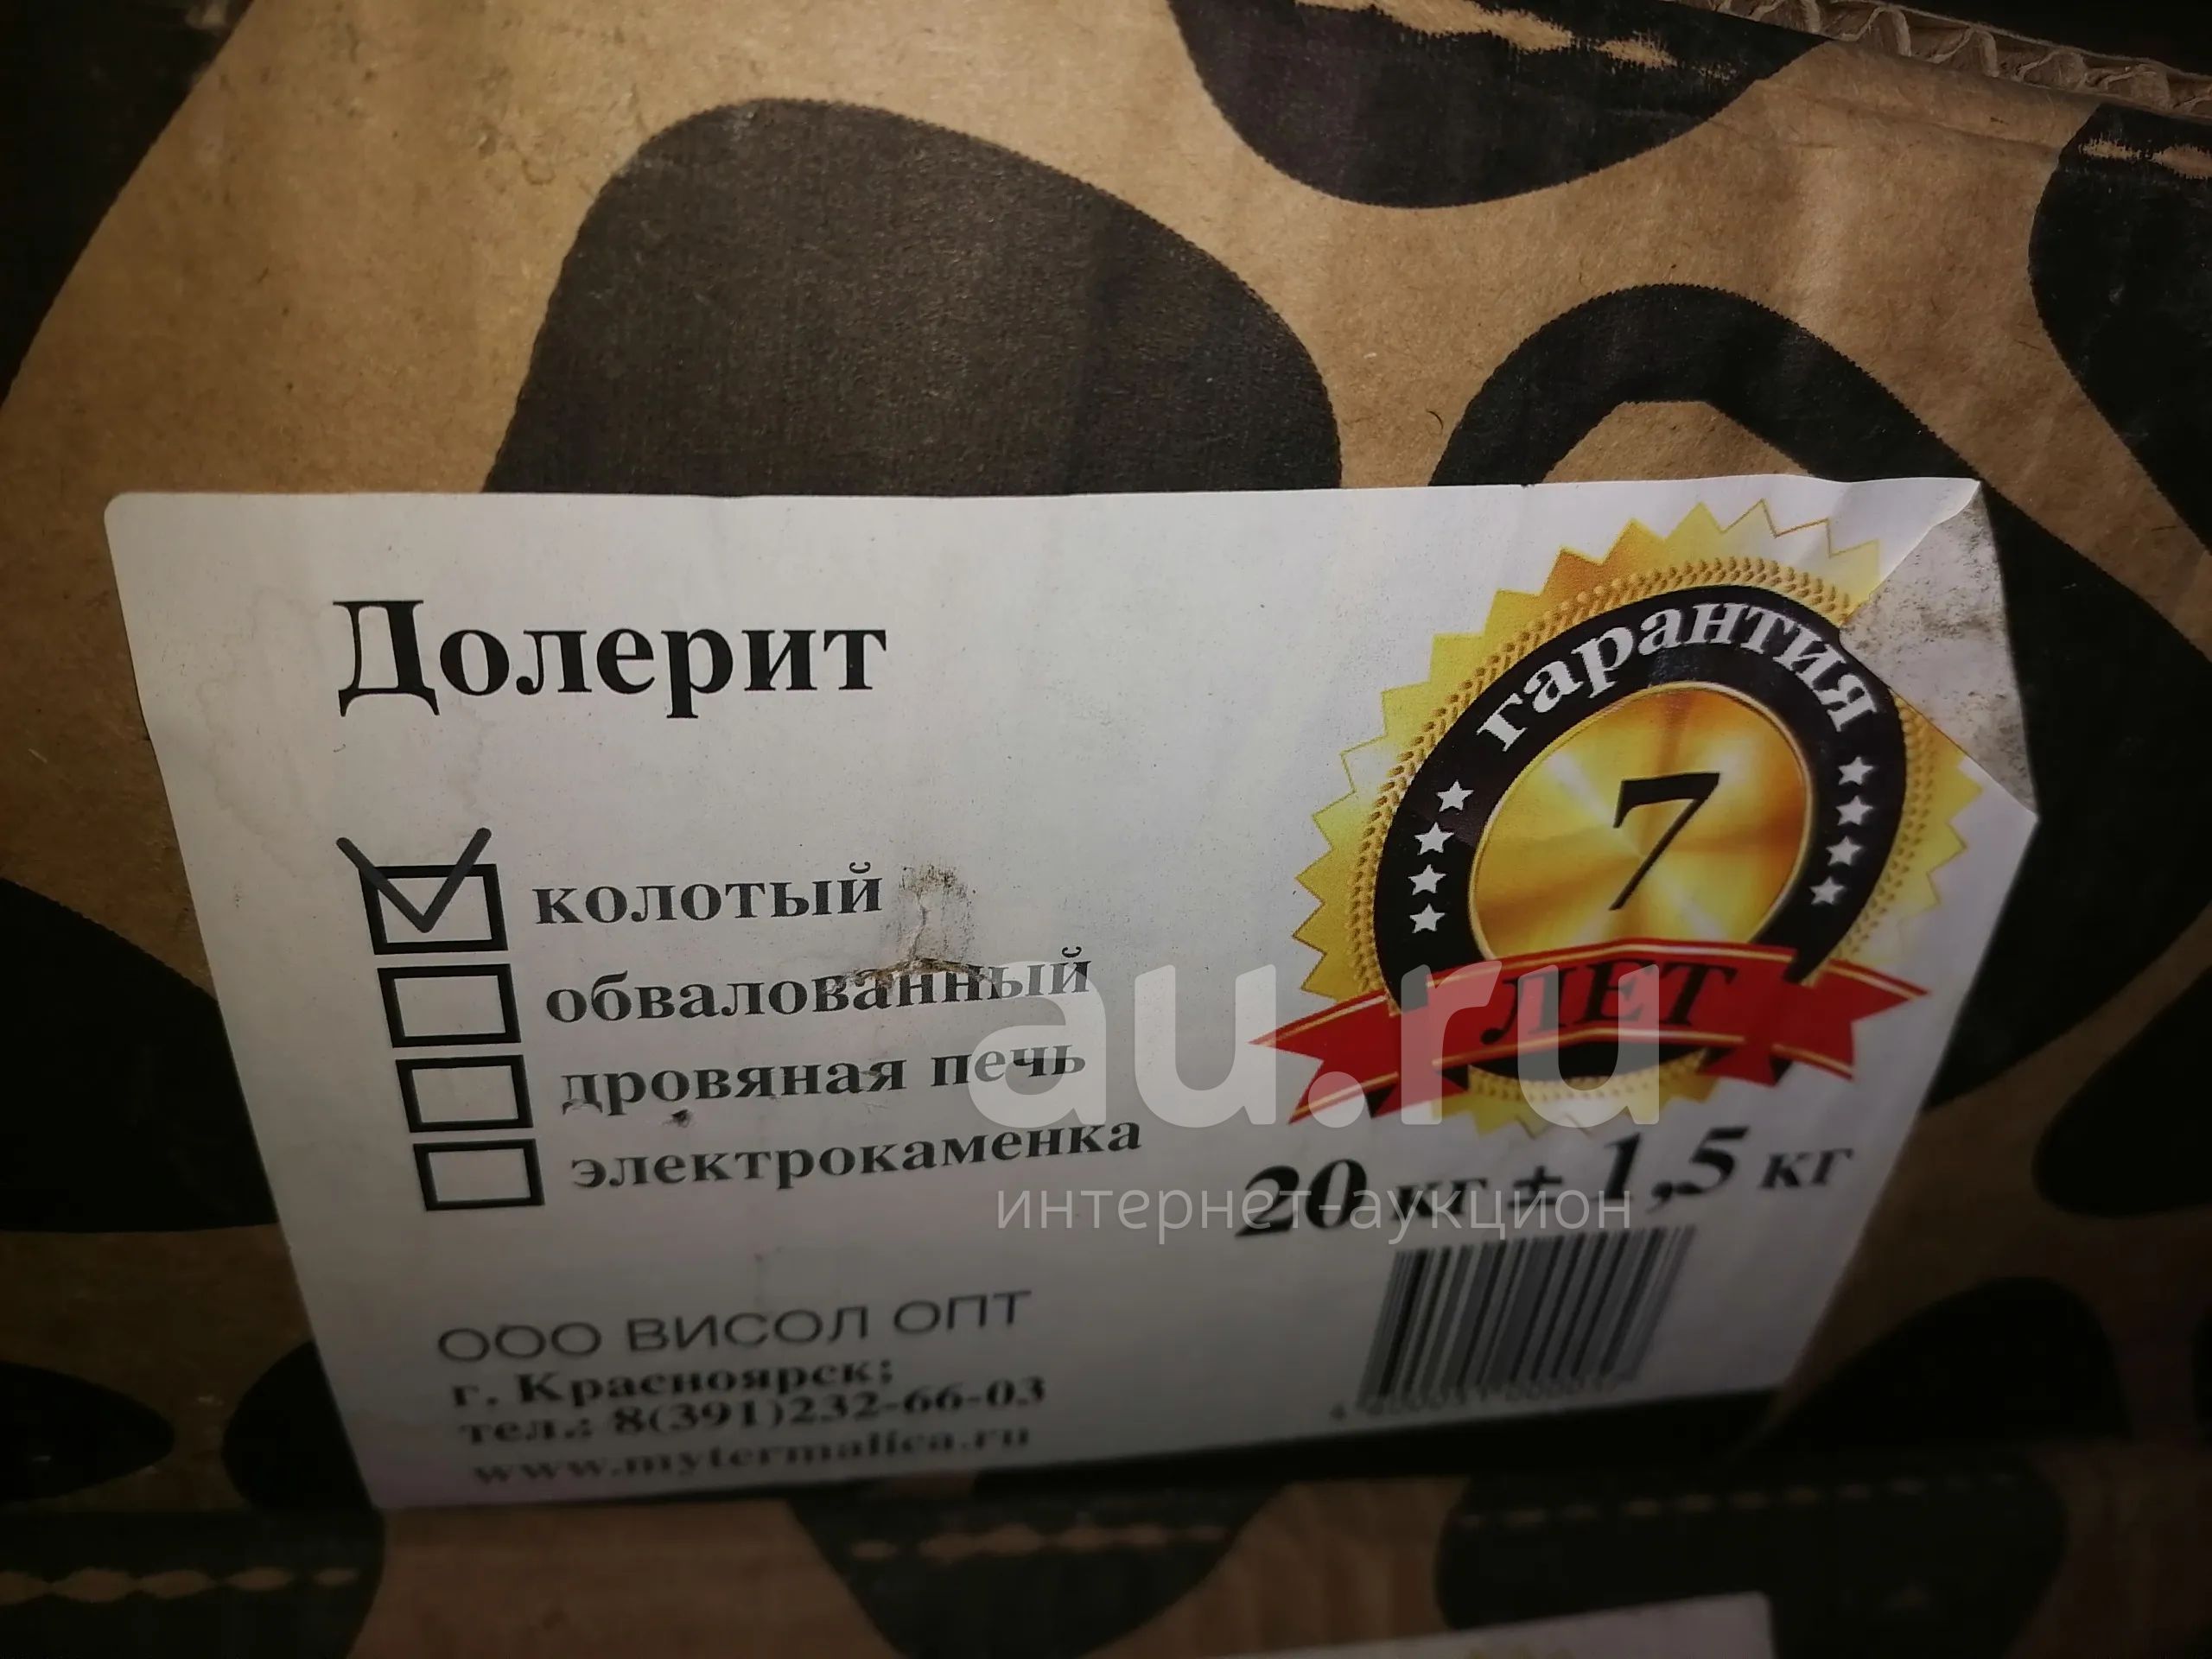 Долерит
гарантия
7
ЛЕТ
колотый
обвалованный
дровяная печь
электрокаменка
20 кг ± 1,5 кг
ООО ВИСОЛ ОПТ
г. Красноярск;
тел.: 8(391)232-66-03
www.mytermalica.ru
au.ru
интернет-аукцион